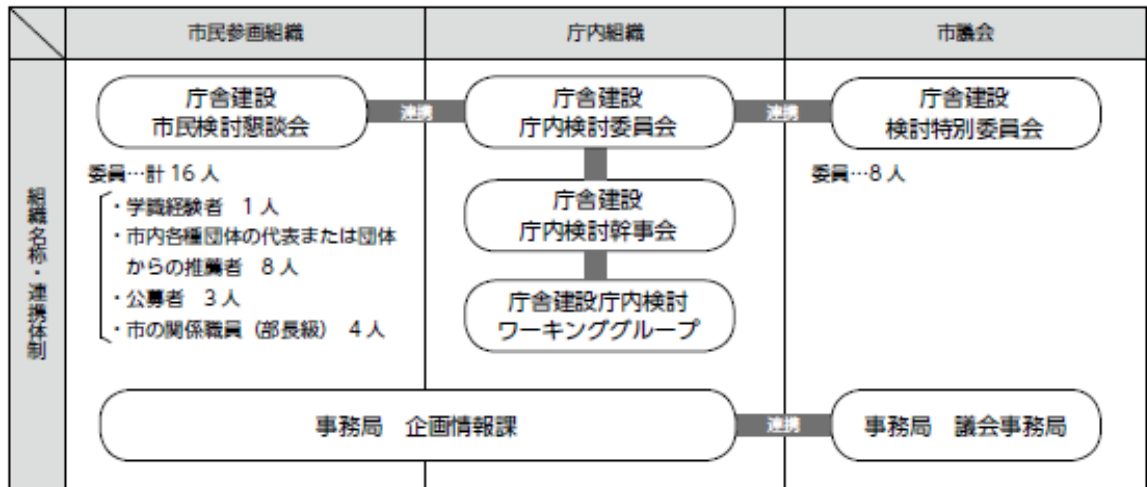 市民参画組織
庁内組織
市議会
組織名称・連携体制
庁舎建設
市民検討懇談会
連携
庁舎建設
庁内検討委員会
連携
庁舎建設
検討特別委員会
委員…計 16 人
・学識経験者 1 人
・市内各種団体の代表または団体
からの推薦者 8 人
・公募者 3 人
・市の関係職員（部長級） 4 人
庁舎建設
庁内検討幹事会
庁舎建設庁内検討
ワーキンググループ
委員…8 人
事務局 企画情報課
連携
事務局 議会事務局